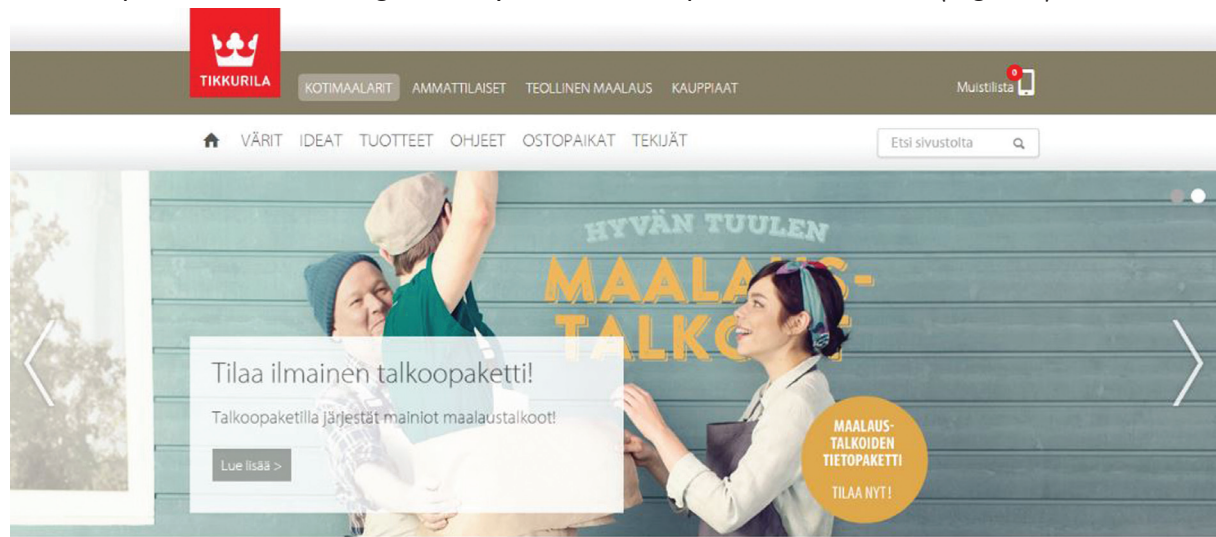 TIKKURILA
KOTIMAALARIT AMMATTILAISET TEOLLINEN MAALAUS KAUPPIAAT
Muistilista 0
VÄRIT IDEAT TUOTTEET OHJEET OSTOPAIKAT TEKIJÄT
Etsi sivustolta
HYVÄN TUULEN
MAALAUS-
TALKOOT
Tilaa ilmainen talkoopaketti!
Talkoopaketilla järjestät mainiot maalaustalkoot!
Lue lisää >
MAALAUS-
TALKOIDEN
TIETOPAKETTI
TILAA NYT!